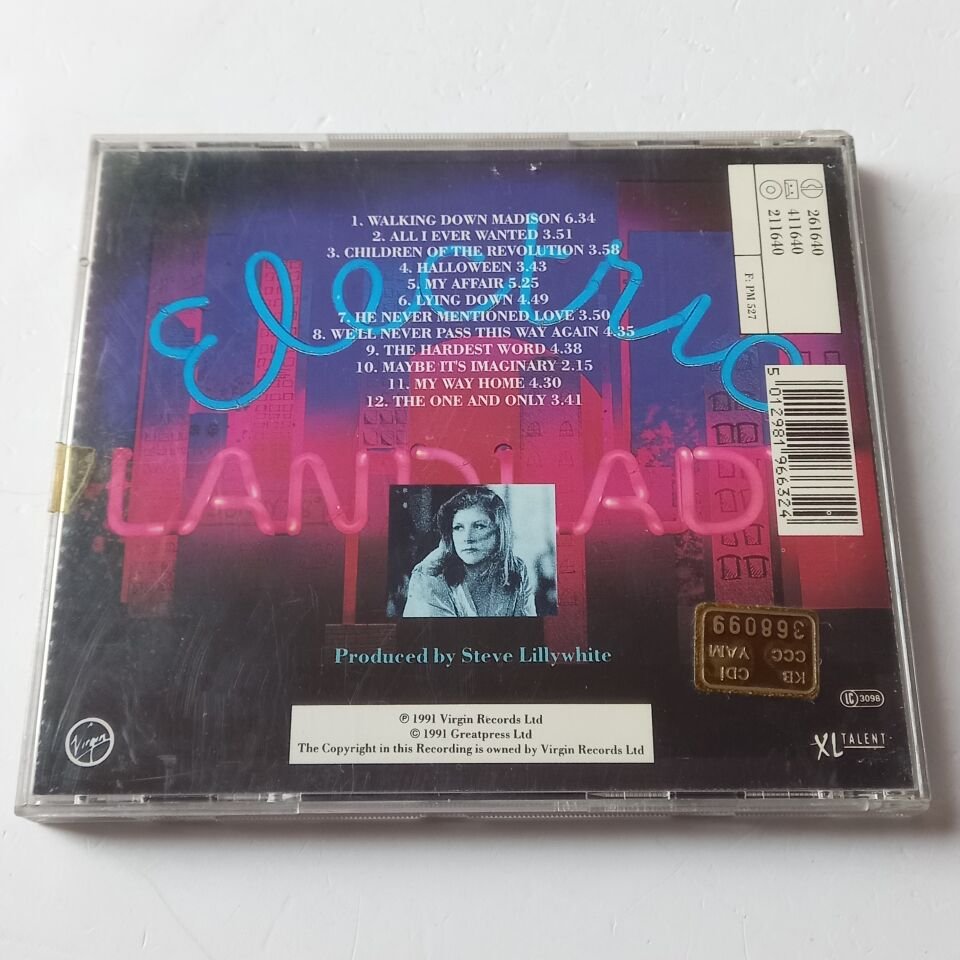 1. WALKING DOWN MADISON 6.34
2. ALL I EVER WANTED 3.51
3. CHILDREN OF THE REVOLUTION 3.58
4. HALLOWEEN 3.43
5. MY AFFAIR 5.25
6. LYING DOWN 4.49
7. HE NEVER MENTIONED LOVE 3.50
8. WE'LL NEVER PASS THIS WAY AGAIN 4.35
9. THE HARDEST WORD 4.38
10. MAYBE IT'S IMAGINARY 2.15
11. MY WAY HOME 4.30
12. THE ONE AND ONLY 3.41
Electric
LANDLAD
261640
411640
211640
F: PM 527
5 012981 966324
Produced by Steve Lillywhite
KB
CDİ
CCC YAM
368099
LC 3098
Virgin
℗ 1991 Virgin Records Ltd
© 1991 Greatpress Ltd
The Copyright in this Recording is owned by Virgin Records Ltd
XL TALENT